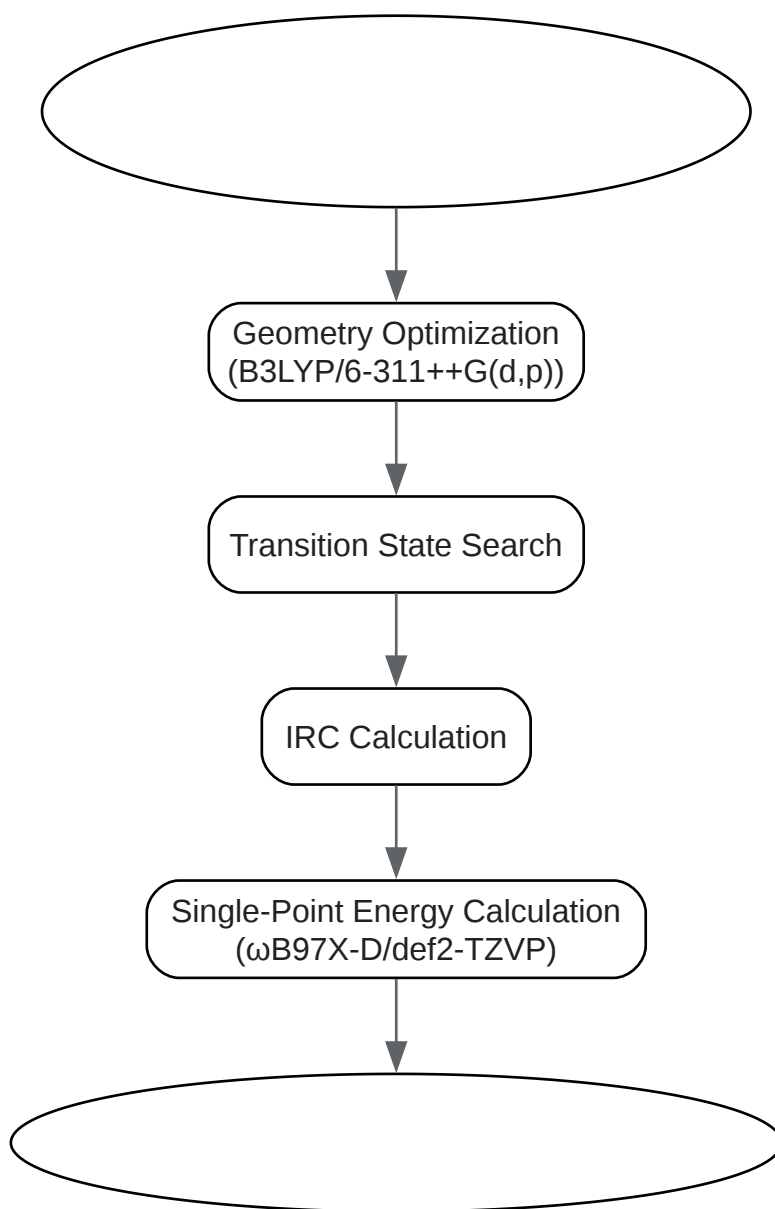 Geometry Optimization
(B3LYP/6-311++G(d,p))
Transition State Search
IRC Calculation
Single-Point Energy Calculation
(ωB97X-D/def2-TZVP)